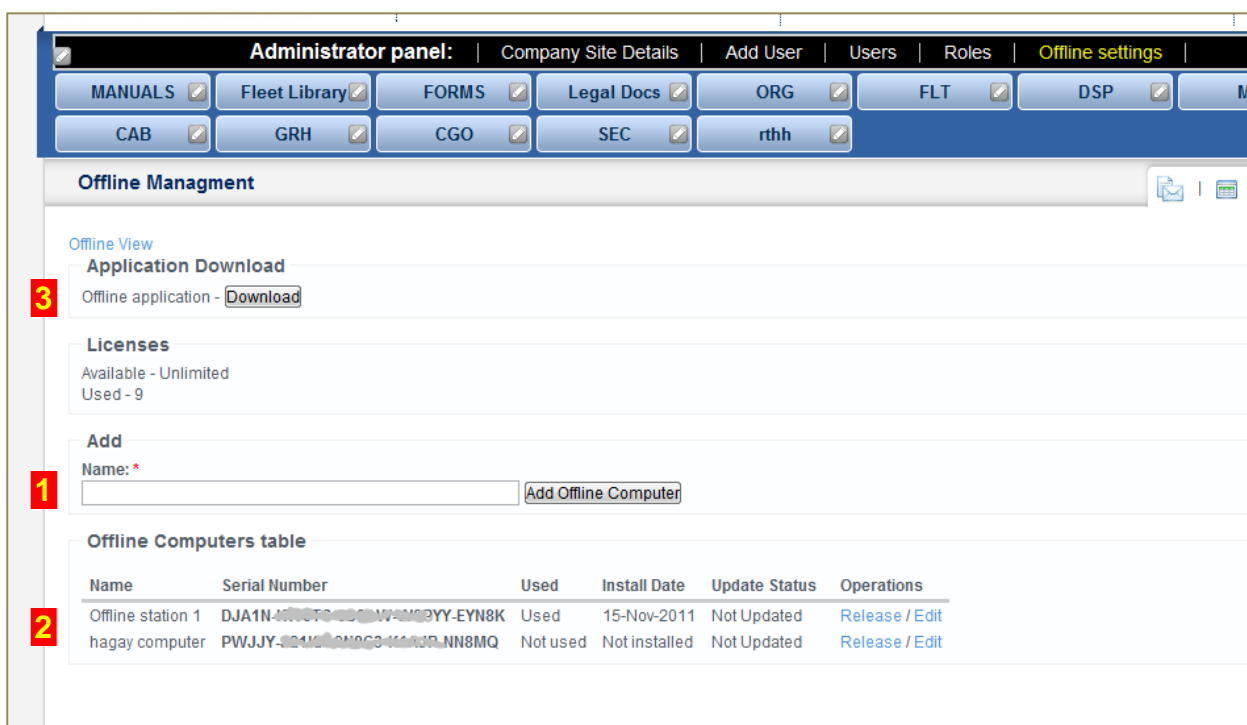 Administrator panel: | Company Site Details | Add User | Users | Roles | Offline settings |
MANUALS Fleet Library FORMS Legal Docs ORG FLT DSP
CAB GRH CGO SEC rthh
Offline Managment
Offline View
Application Download
3 Offline application - Download
Licenses
Available - Unlimited
Used - 9
Add
Name: *
1 Add Offline Computer
Offline Computers table
Name Serial Number Used Install Date Update Status Operations
Offline station 1 DJA1N- YY-EYN8K Used 15-Nov-2011 Not Updated Release / Edit
2
hagay computer PWJJY- NN8MQ Not used Not installed Not Updated Release / Edit